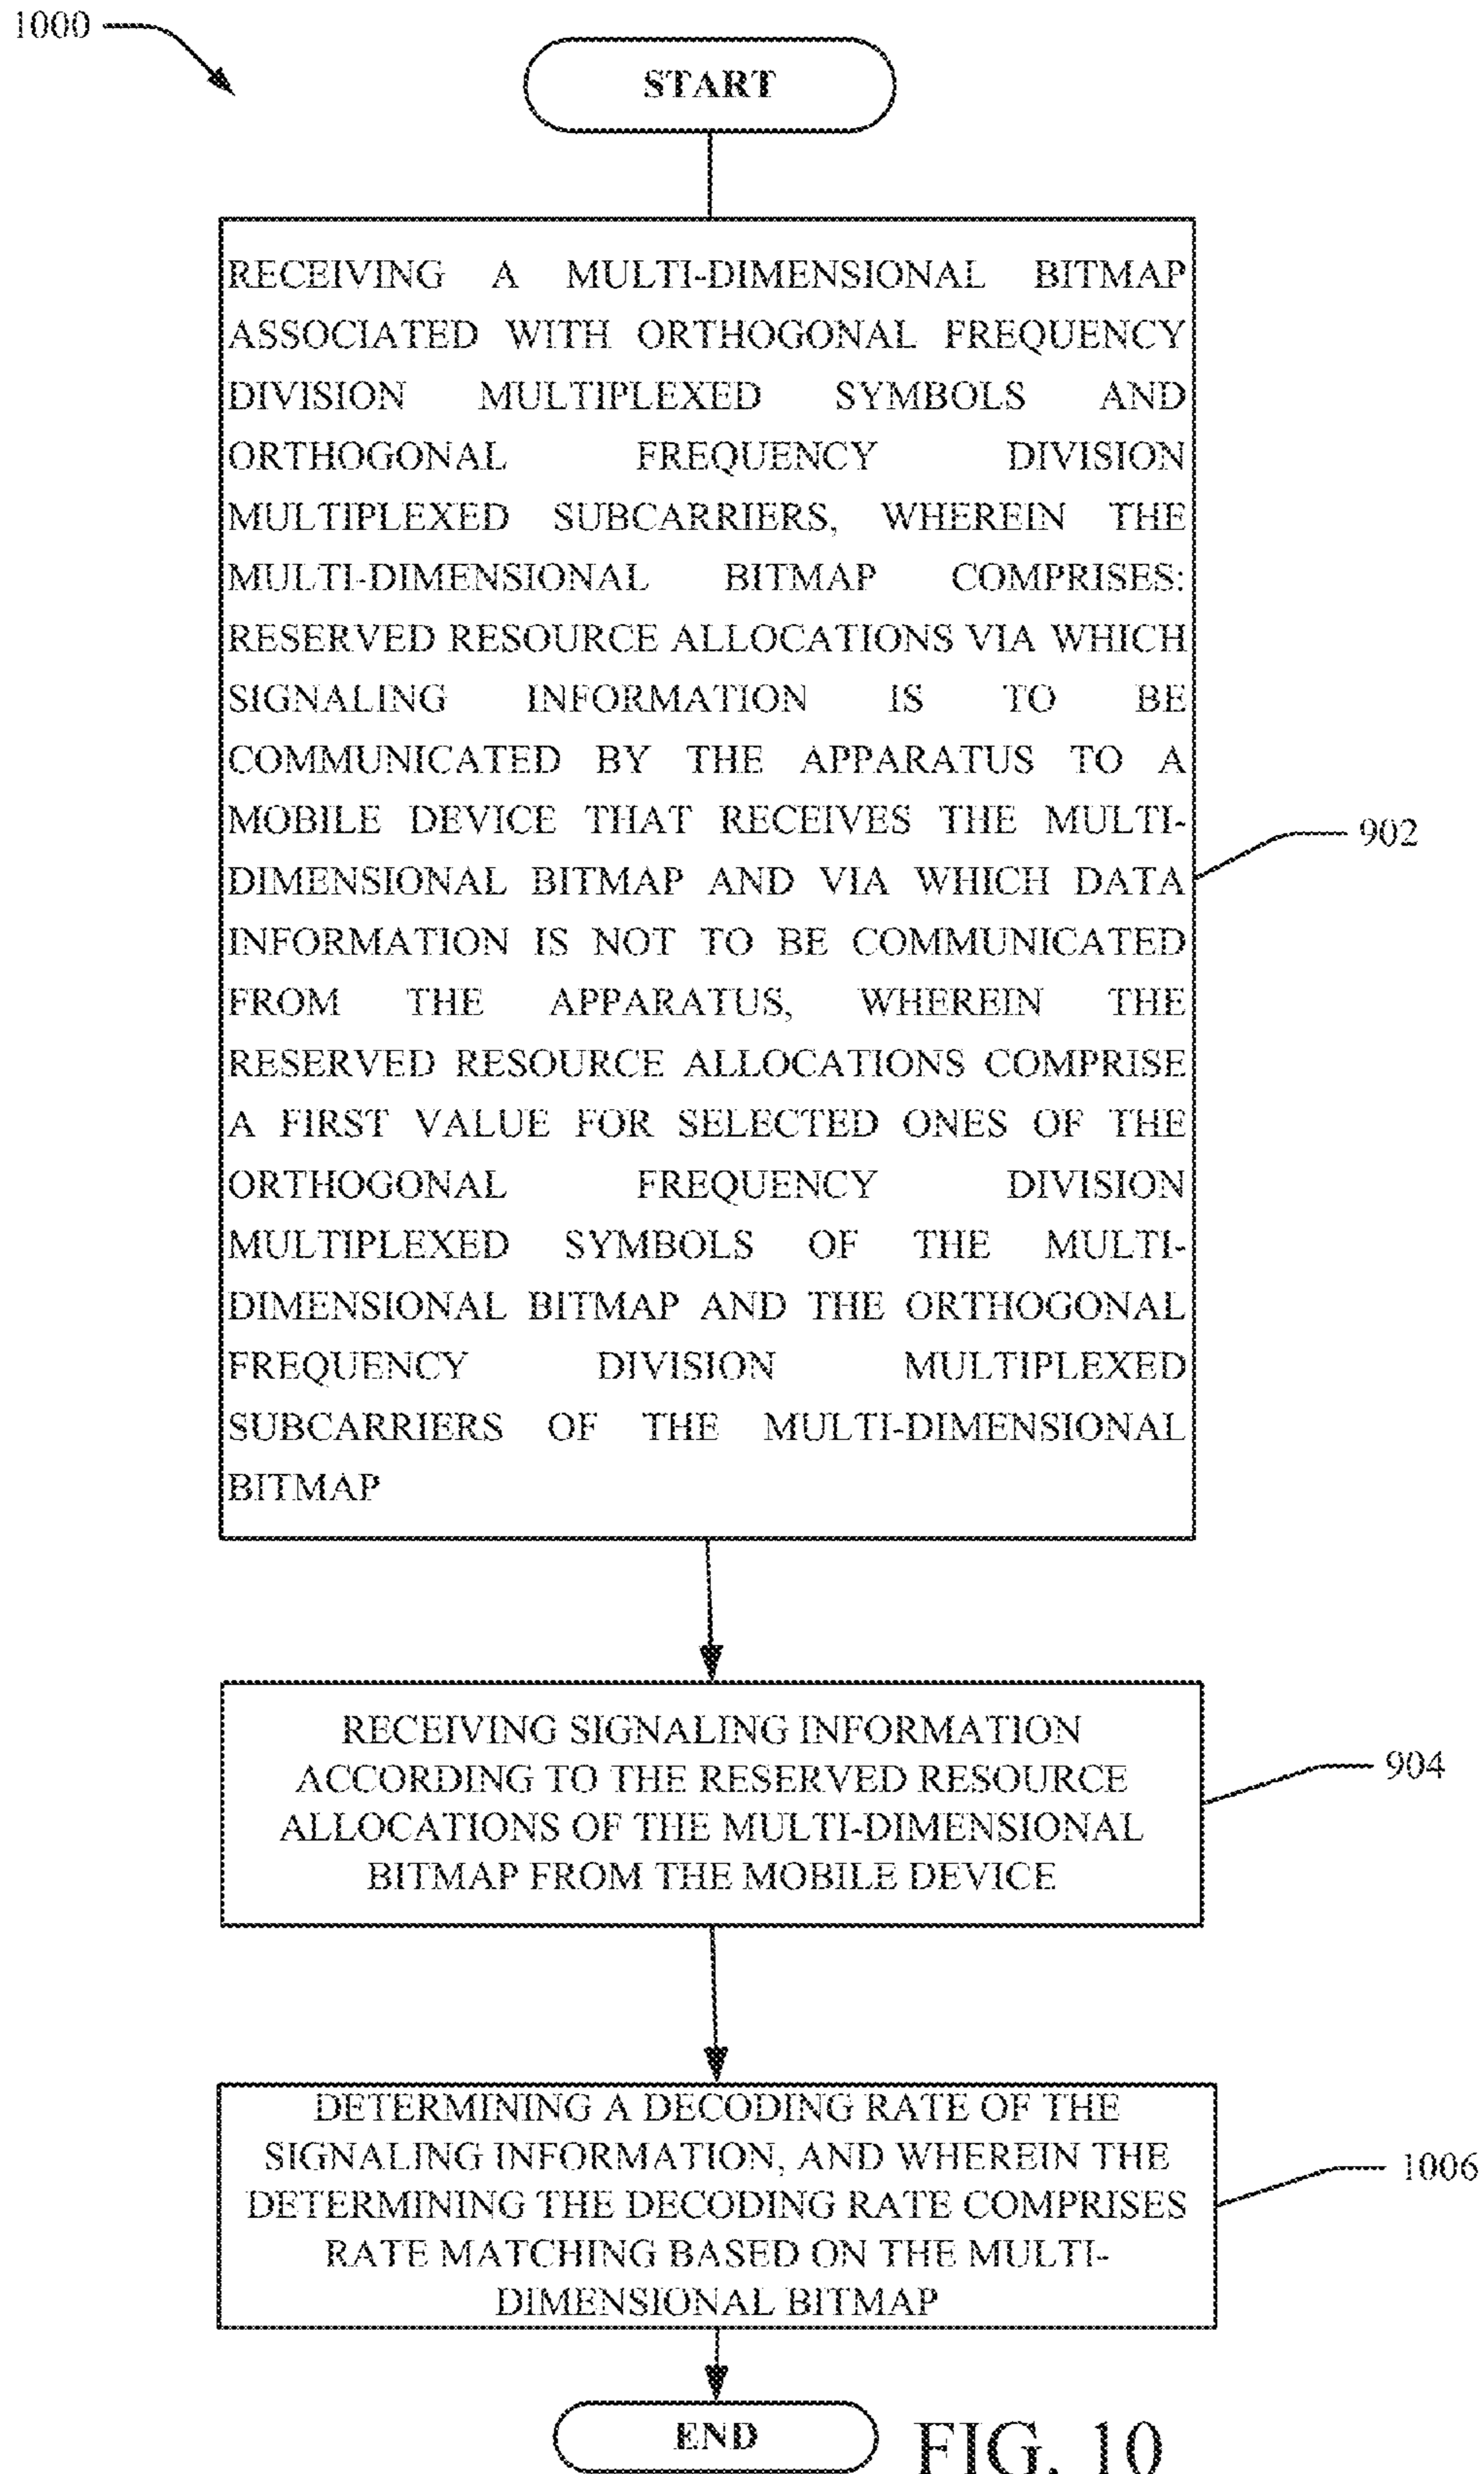 1000
START
RECEIVING A MULTI-DIMENSIONAL BITMAP
ASSOCIATED WITH ORTHOGONAL FREQUENCY
DIVISION MULTIPLEXED SYMBOLS AND
ORTHOGONAL FREQUENCY DIVISION
MULTIPLEXED SUBCARRIERS, WHEREIN THE
MULTI-DIMENSIONAL BITMAP COMPRISES:
RESERVED RESOURCE ALLOCATIONS VIA WHICH
SIGNALING INFORMATION IS TO BE
COMMUNICATED BY THE APPARATUS TO A
MOBILE DEVICE THAT RECEIVES THE MULTI-
DIMENSIONAL BITMAP AND VIA WHICH DATA
INFORMATION IS NOT TO BE COMMUNICATED
FROM THE APPARATUS, WHEREIN THE
RESERVED RESOURCE ALLOCATIONS COMPRISE
A FIRST VALUE FOR SELECTED ONES OF THE
ORTHOGONAL FREQUENCY DIVISION
MULTIPLEXED SYMBOLS OF THE MULTI-
DIMENSIONAL BITMAP AND THE ORTHOGONAL
FREQUENCY DIVISION MULTIPLEXED
SUBCARRIERS OF THE MULTI-DIMENSIONAL
BITMAP
902
RECEIVING SIGNALING INFORMATION
ACCORDING TO THE RESERVED RESOURCE
ALLOCATIONS OF THE MULTI-DIMENSIONAL
BITMAP FROM THE MOBILE DEVICE
904
DETERMINING A DECODING RATE OF THE
SIGNALING INFORMATION, AND WHEREIN THE
DETERMINING THE DECODING RATE COMPRISES
RATE MATCHING BASED ON THE MULTI-
DIMENSIONAL BITMAP
1006
END
FIG. 10